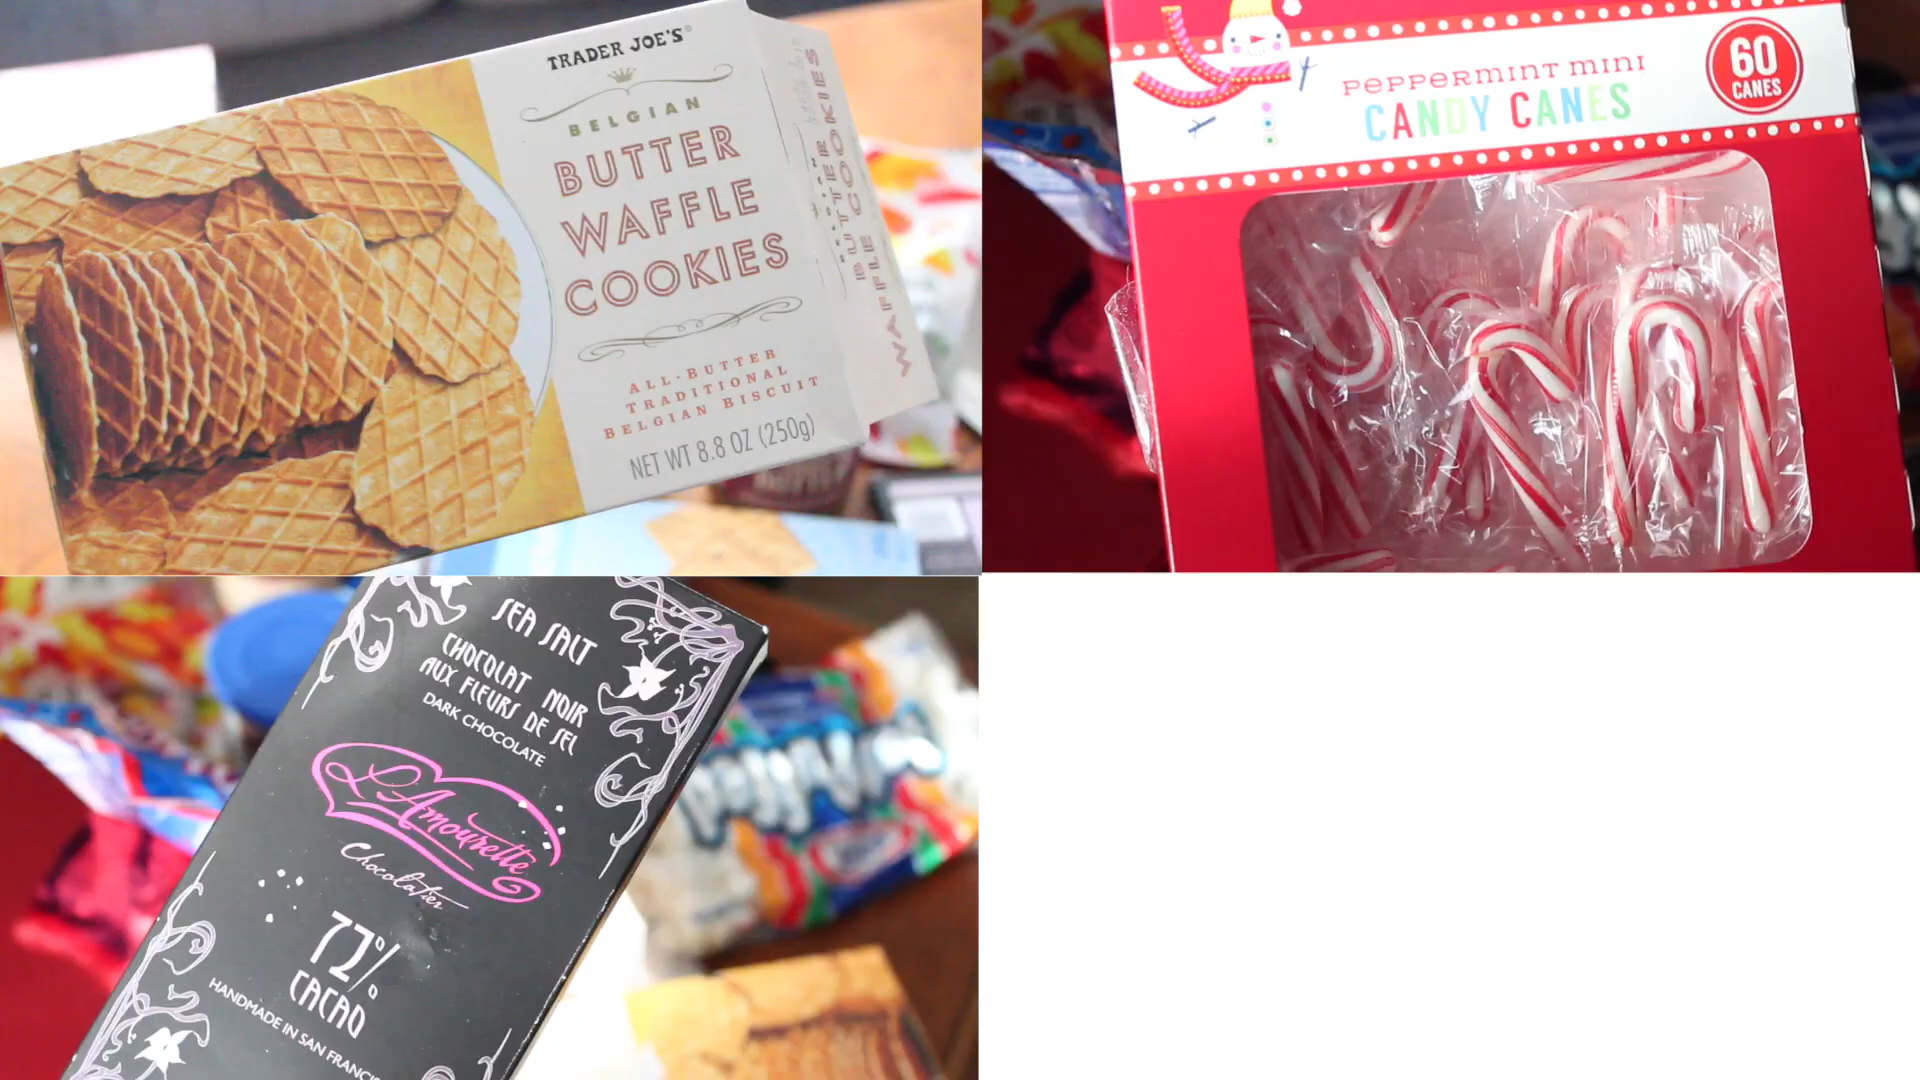 TRADER JOE'S®
BELGIAN
BUTTER
WAFFLE
COOKIES
ALL-BUTTER
TRADITIONAL
BELGIAN BISCUIT
NET WT 8.8 OZ (250g)
BUTTER
WAFFLE COOKIES
PEPPERMINT MINI
CANDY CANES
60
CANES
SEA SALT
CHOCOLAT NOIR
AUX FLEURS DE SEL
DARK CHOCOLATE
L'Amourette
Chocolatier
72%
CACAO
HANDMADE IN SAN FRANCIS